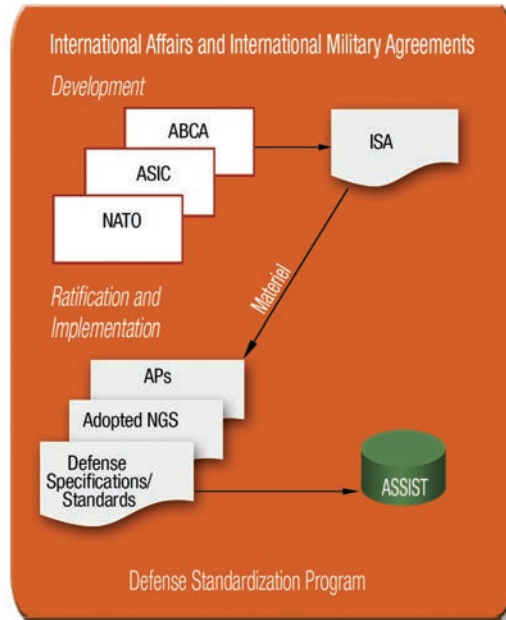 International Affairs and International Military Agreements
Development
ABCA
ASIC
NATO
ISA
Materiel
Ratification and
Implementation
APs
Adopted NGS
Defense
Specifications/
Standards
ASSIST
Defense Standardization Program